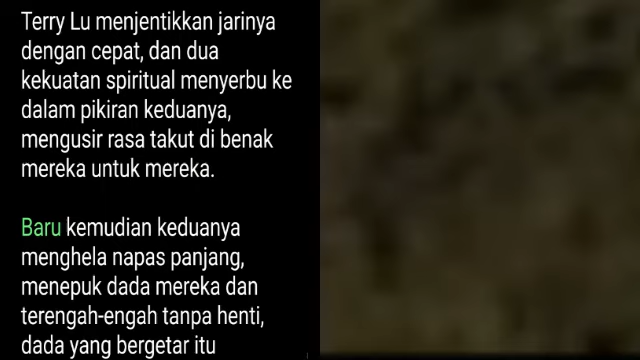 Terry Lu menjentikkan jarinya
dengan cepat, dan dua
kekuatan spiritual menyerbu ke
dalam pikiran keduanya,
mengusir rasa takut di benak
mereka untuk mereka.
Baru kemudian keduanya
menghela napas panjang,
menepuk dada mereka dan
terengah-engah tanpa henti,
dada yang bergetar itu